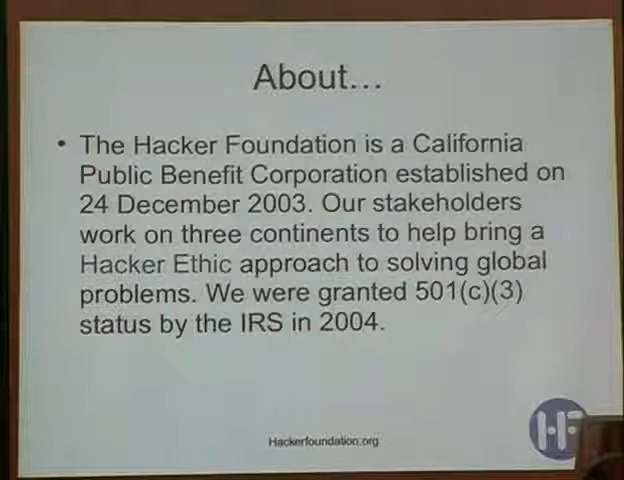 About...
• The Hacker Foundation is a California
Public Benefit Corporation established on
24 December 2003. Our stakeholders
work on three continents to help bring a
Hacker Ethic approach to solving global
problems. We were granted 501(c)(3)
status by the IRS in 2004.
Hackerfoundation.org
HF